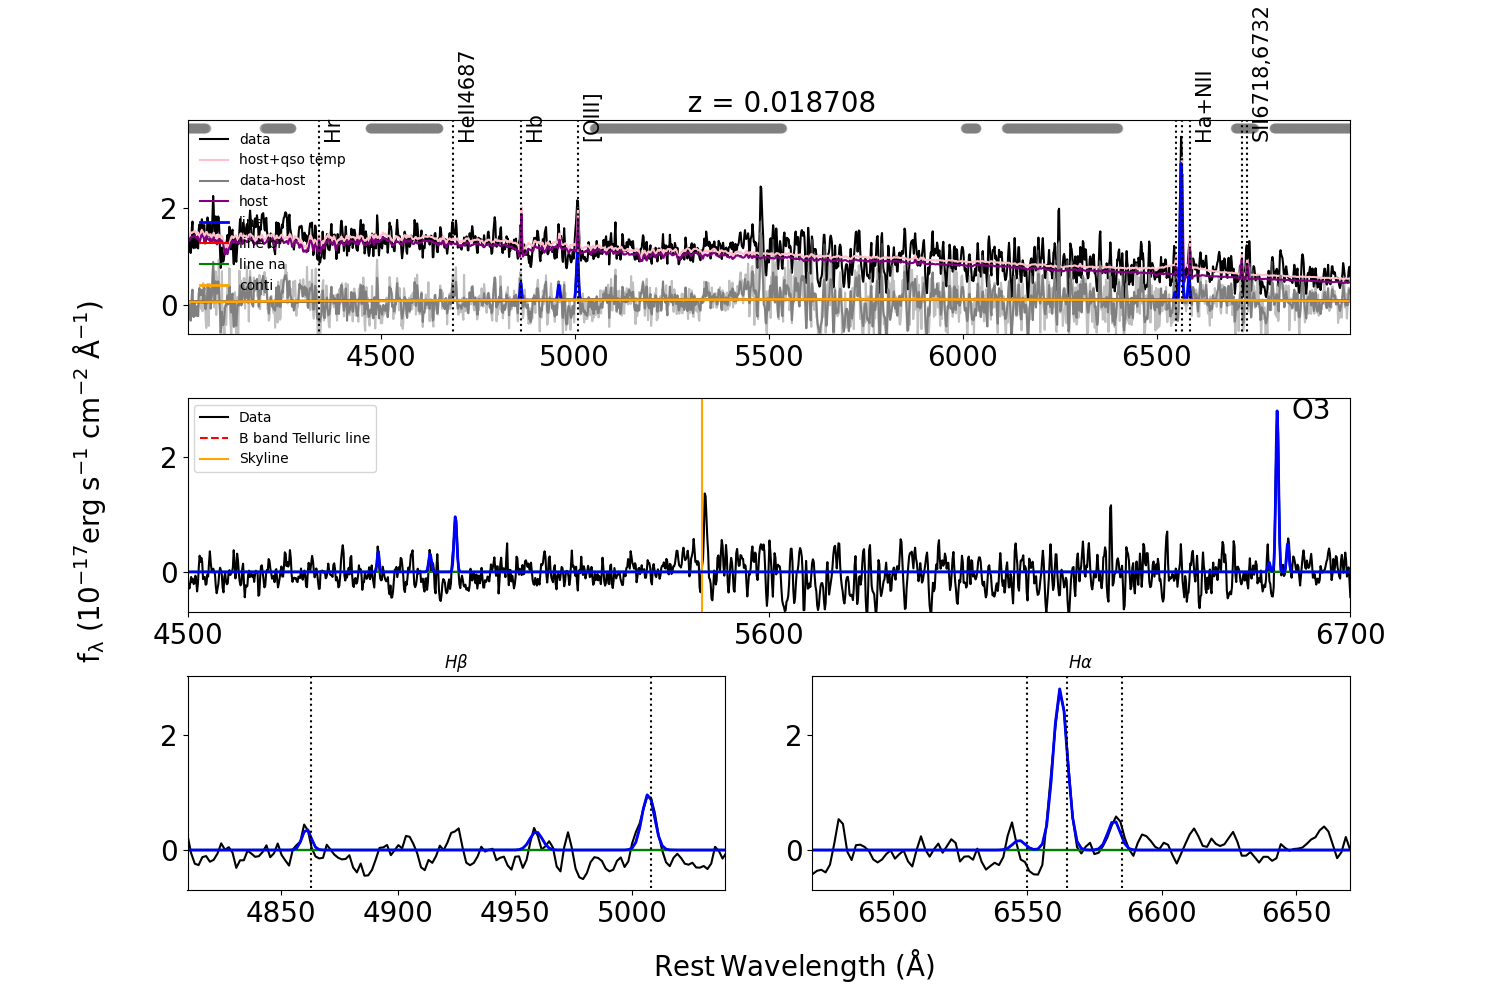 z = 0.018708
Hr
HeII4687
Hb
[OIII]
Ha+NII
SII6718,6732
data
host+qso temp
data-host
host
line
line na
conti
2
0
4500
5000
5500
6000
6500
Data
B band Telluric line
Skyline
O3
2
0
4500
5600
6700
fλ (10⁻¹⁷erg s⁻¹ cm⁻² Å⁻¹)
Hβ
2
0
4850
4900
4950
5000
Hα
2
0
6500
6550
6600
6650
Rest Wavelength (Å)